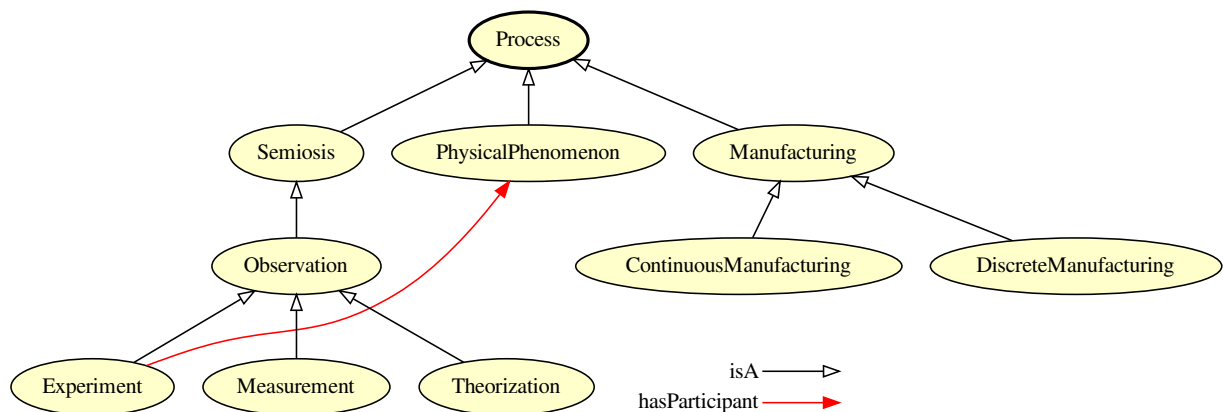 Process
Semiosis
PhysicalPhenomenon
Manufacturing
Observation
ContinuousManufacturing
DiscreteManufacturing
Experiment
Measurement
Theorization
isA
hasParticipant